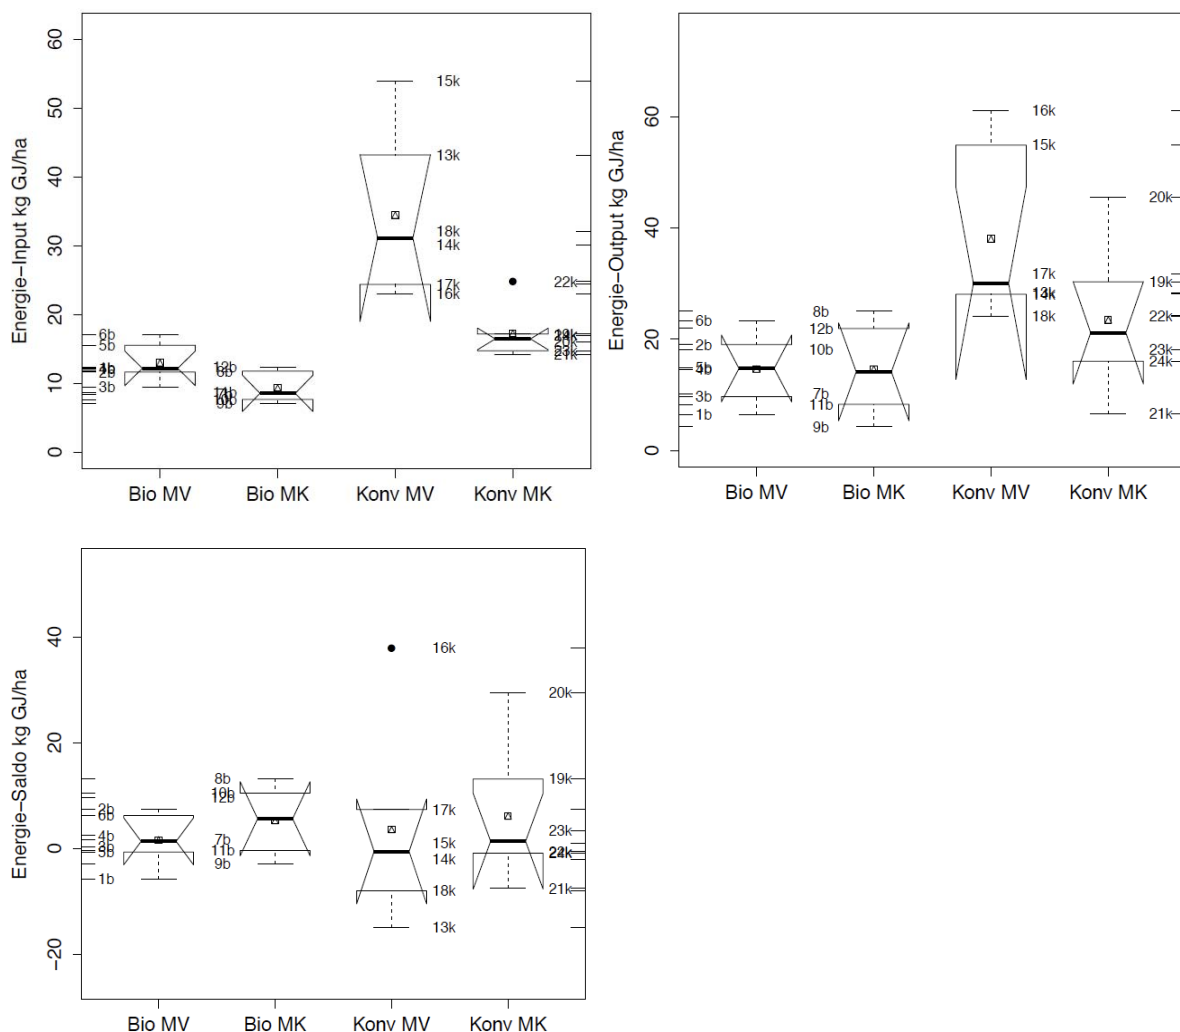 Energie-Input kg GJ/ha
60
50
40
30
20
10
0
6b
5b
2b
3b
12b
9b
15k
13k
18k
14k
17k
16k
22k
21k
Bio MV
Bio MK
Konv MV
Konv MK
Energie-Output kg GJ/ha
60
40
20
0
6b
2b
3b
1b
8b
12b
10b
7b
11b
9b
16k
15k
17k
14k
18k
20k
19k
22k
23k
24k
21k
Bio MV
Bio MK
Konv MV
Konv MK
Energie-Saldo kg GJ/ha
40
20
0
-20
2b
6b
4b
1b
8b
10b
12b
7b
11b
9b
16k
17k
15k
14k
18k
13k
20k
19k
23k
21k
Bio MV
Bio MK
Konv MV
Konv MK